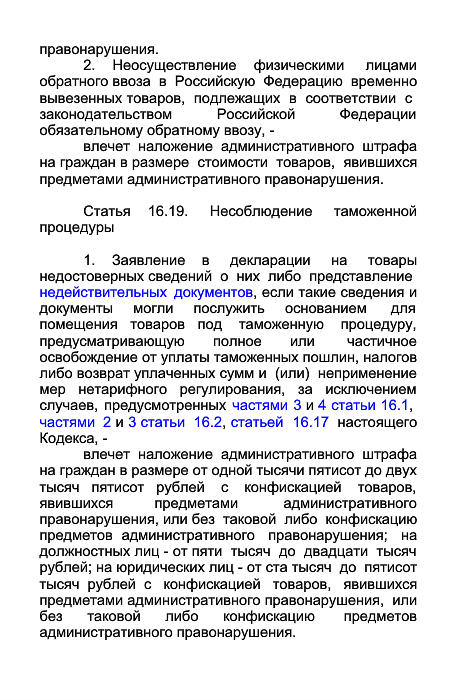 правонарушения.
2. Неосуществление физическими лицами
обратного ввоза в Российскую Федерацию временно
вывезенных товаров, подлежащих в соответствии с
законодательством Российской Федерации
обязательному обратному ввозу, -
влечет наложение административного штрафа
на граждан в размере стоимости товаров, явившихся
предметами административного правонарушения.
Статья 16.19. Несоблюдение таможенной
процедуры
1. Заявление в декларации на товары
недостоверных сведений о них либо представление
недействительных документов, если такие сведения и
документы могли послужить основанием для
помещения товаров под таможенную процедуру,
предусматривающую полное или частичное
освобождение от уплаты таможенных пошлин, налогов
либо возврат уплаченных сумм и (или) неприменение
мер нетарифного регулирования, за исключением
случаев, предусмотренных частями 3 и 4 статьи 16.1,
частями 2 и 3 статьи 16.2, статьей 16.17 настоящего
Кодекса, -
влечет наложение административного штрафа
на граждан в размере от одной тысячи пятисот до двух
тысяч пятисот рублей с конфискацией товаров,
явившихся предметами административного
правонарушения, или без таковой либо конфискацию
предметов административного правонарушения; на
должностных лиц - от пяти тысяч до двадцати тысяч
рублей; на юридических лиц - от ста тысяч до пятисот
тысяч рублей с конфискацией товаров, явившихся
предметами административного правонарушения, или
без таковой либо конфискацию предметов
административного правонарушения.